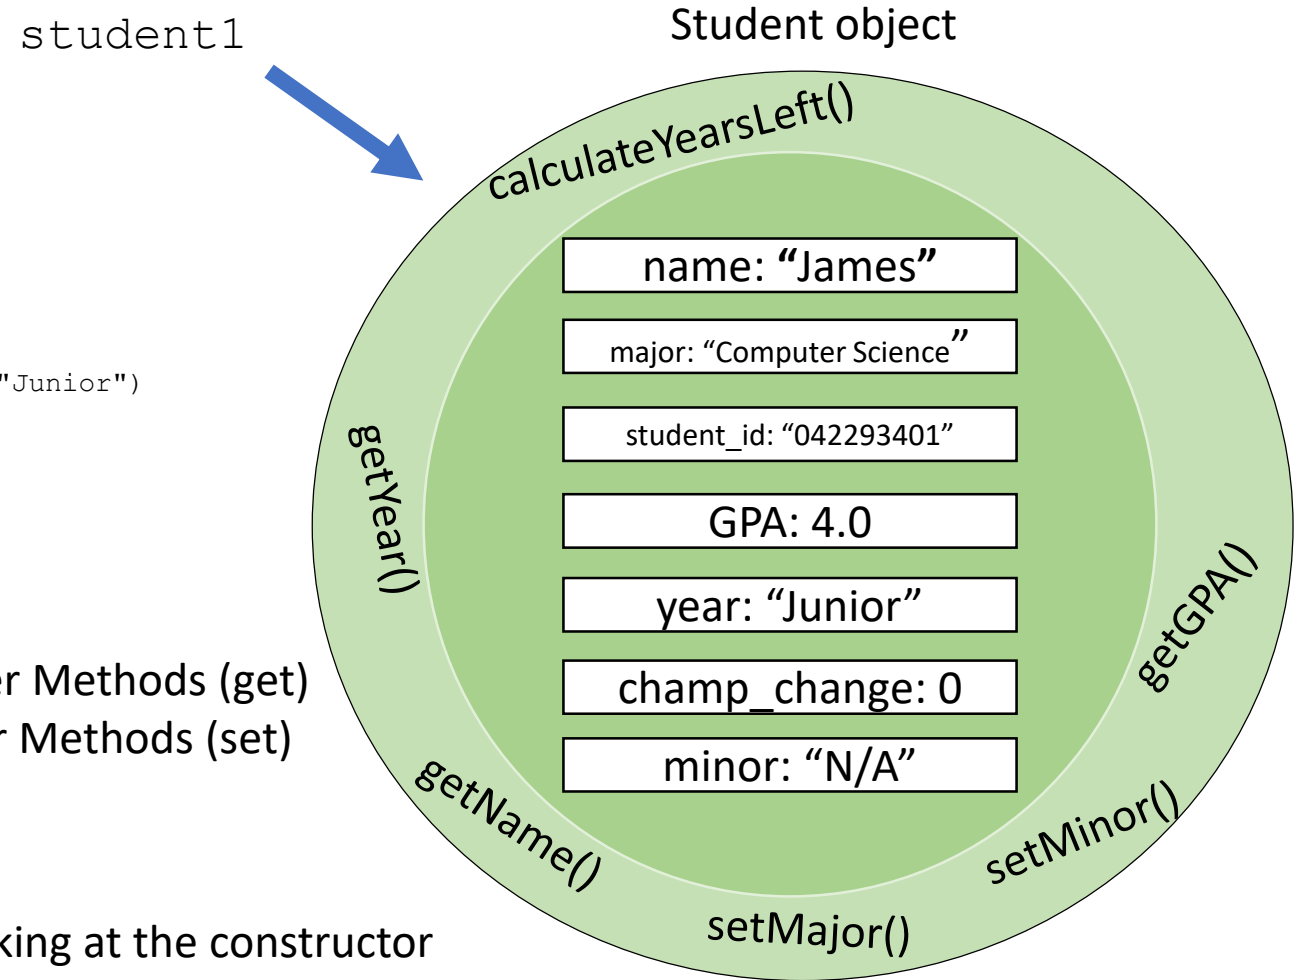 student1
Student object
calculateYearsLeft()
name: “James”
major: “Computer Science”
"Junior")
student_id: “042293401”
getYear()
GPA: 4.0
getGPA()
year: “Junior”
er Methods (get)
champ_change: 0
r Methods (set)
minor: “N/A”
getName()
setMinor()
setMajor()
king at the constructor